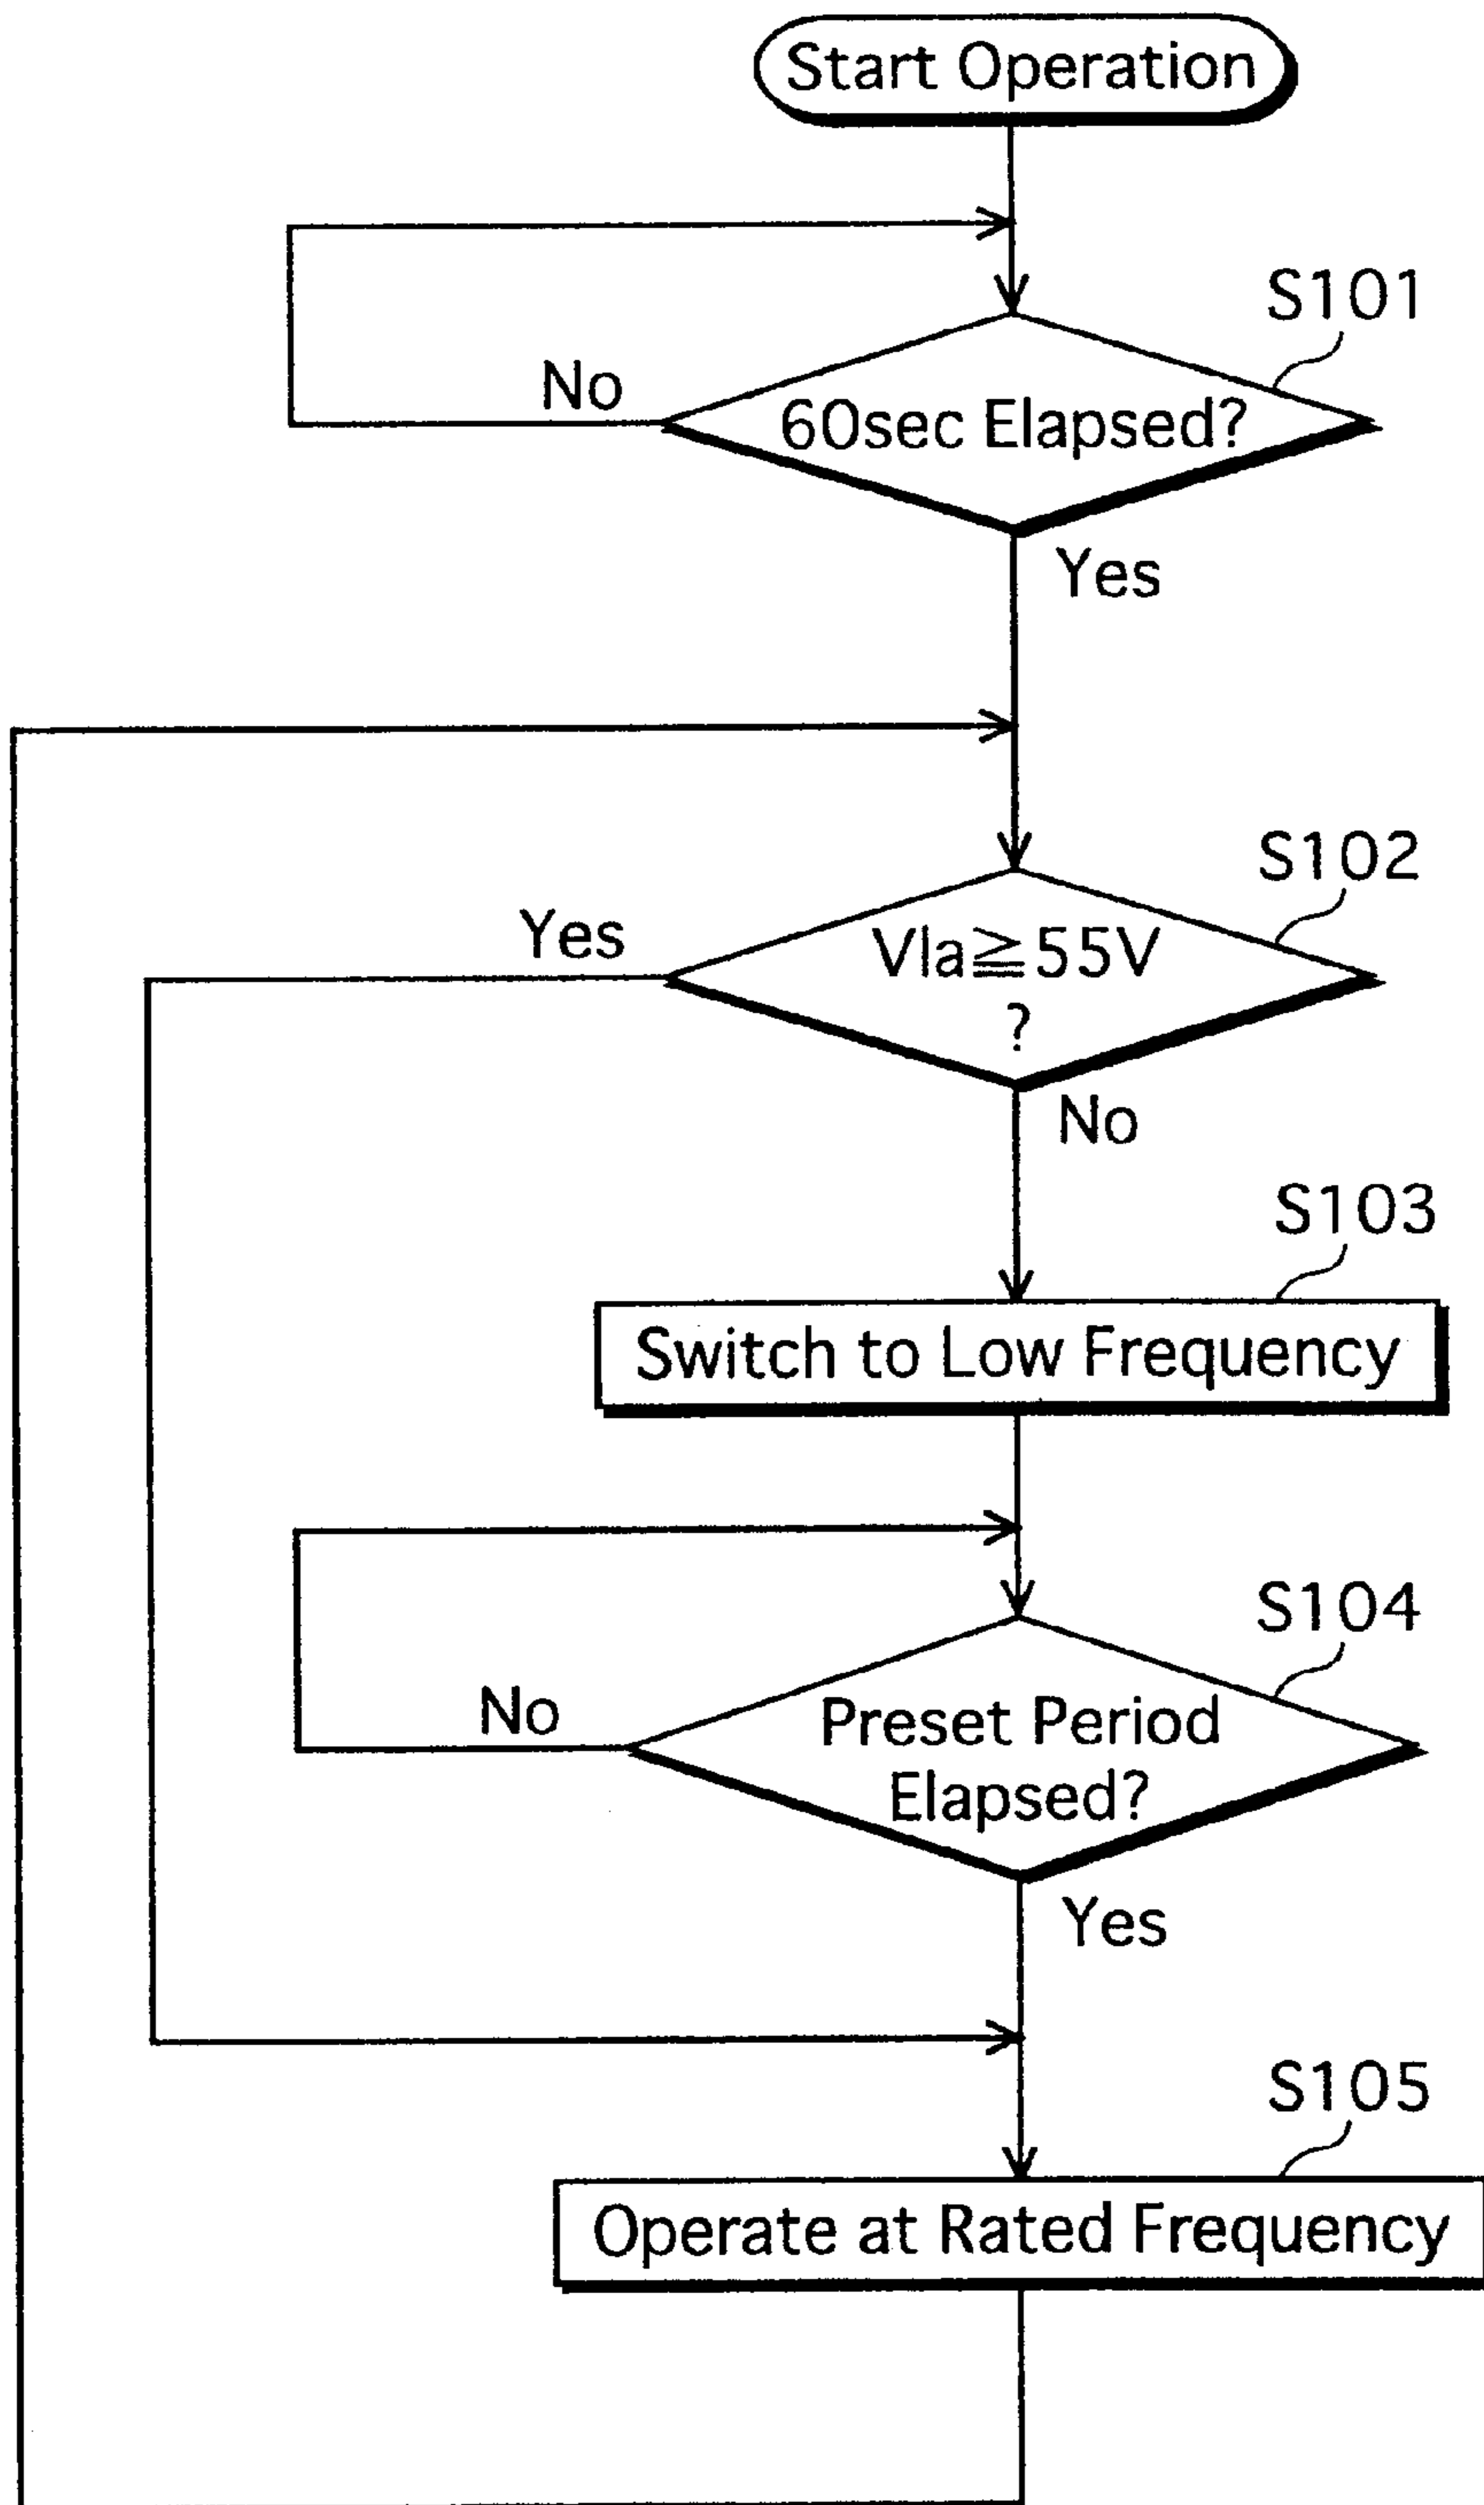 Start Operation
S101
No
60sec Elapsed?
Yes
S102
Yes
Vla≧55V
?
No
S103
Switch to Low Frequency
S104
No
Preset Period
Elapsed?
Yes
S105
Operate at Rated Frequency